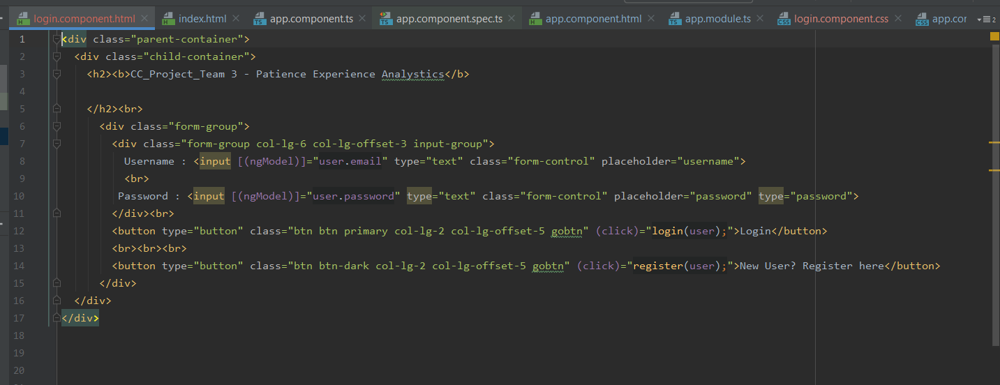 login.component.html index.html app.component.ts app.component.spec.ts app.component.html app.module.ts login.component.css app.cor 2
1 <div class="parent-container">
2 <div class="child-container">
3 <h2><b>CC_Project_Team 3 - Patience Experience Analystics</b>
4
5 </h2><br>
6 <div class="form-group">
7 <div class="form-group col-lg-6 col-lg-offset-3 input-group">
8 Username : <input [(ngModel)]="user.email" type="text" class="form-control" placeholder="username">
9 <br>
10 Password : <input [(ngModel)]="user.password" type="text" class="form-control" placeholder="password" type="password">
11 </div><br>
12 <button type="button" class="btn btn primary col-lg-2 col-lg-offset-5 gobtn" (click)="login(user);">Login</button>
13 <br><br><br>
14 <button type="button" class="btn btn-dark col-lg-2 col-lg-offset-5 gobtn" (click)="register(user);">New User? Register here</button>
15 </div>
16 </div>
17 </div>
18
19
20